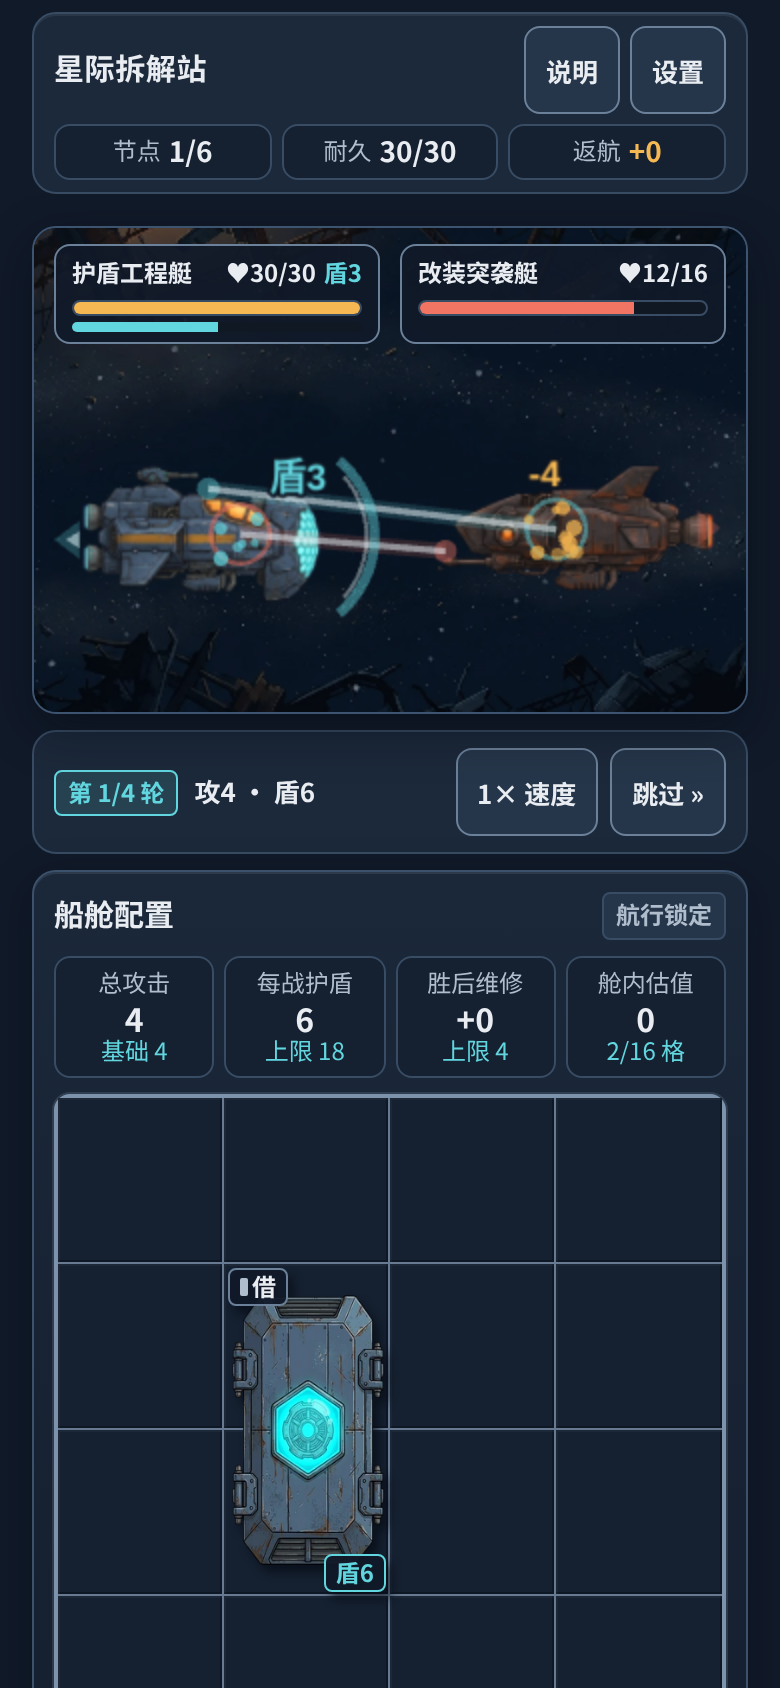 星际拆解站
说明
设置
节点 1/6
耐久 30/30
返航 +0
护盾工程艇 ♥30/30 盾3
改装突袭艇 ♥12/16
盾3
-4
第 1/4 轮
攻4 · 盾6
1× 速度
跳过 »
船舱配置
航行锁定
总攻击
4
基础 4
每战护盾
6
上限 18
胜后维修
+0
上限 4
舱内估值
0
2/16 格
借
盾6